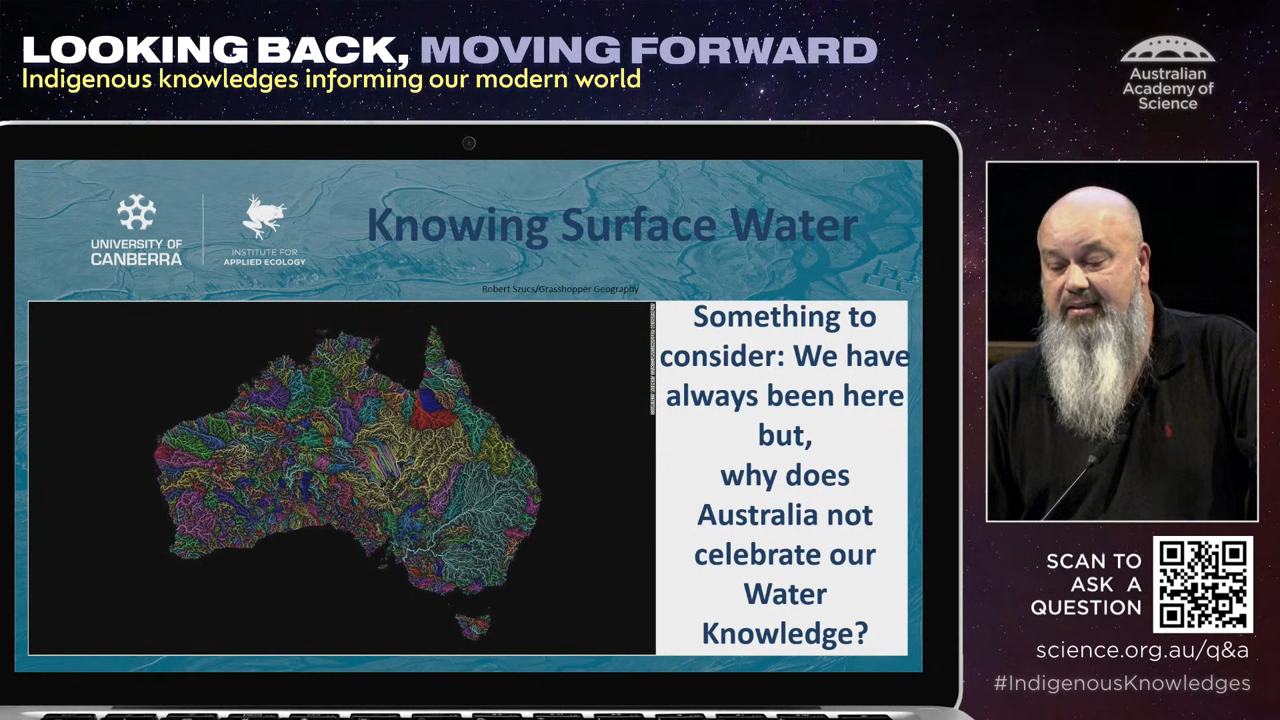 LOOKING BACK, MOVING FORWARD
Indigenous knowledges informing our modern world
Australian
Academy of
Science
UNIVERSITY OF
CANBERRA
INSTITUTE FOR
APPLIED ECOLOGY
Knowing Surface Water
Robert Szucs/Grasshopper Geography
Something to
consider: We have
always been here
but,
why does
Australia not
celebrate our
Water
Knowledge?
SCAN TO
ASK A
QUESTION
science.org.au/q&a
#IndigenousKnowledges